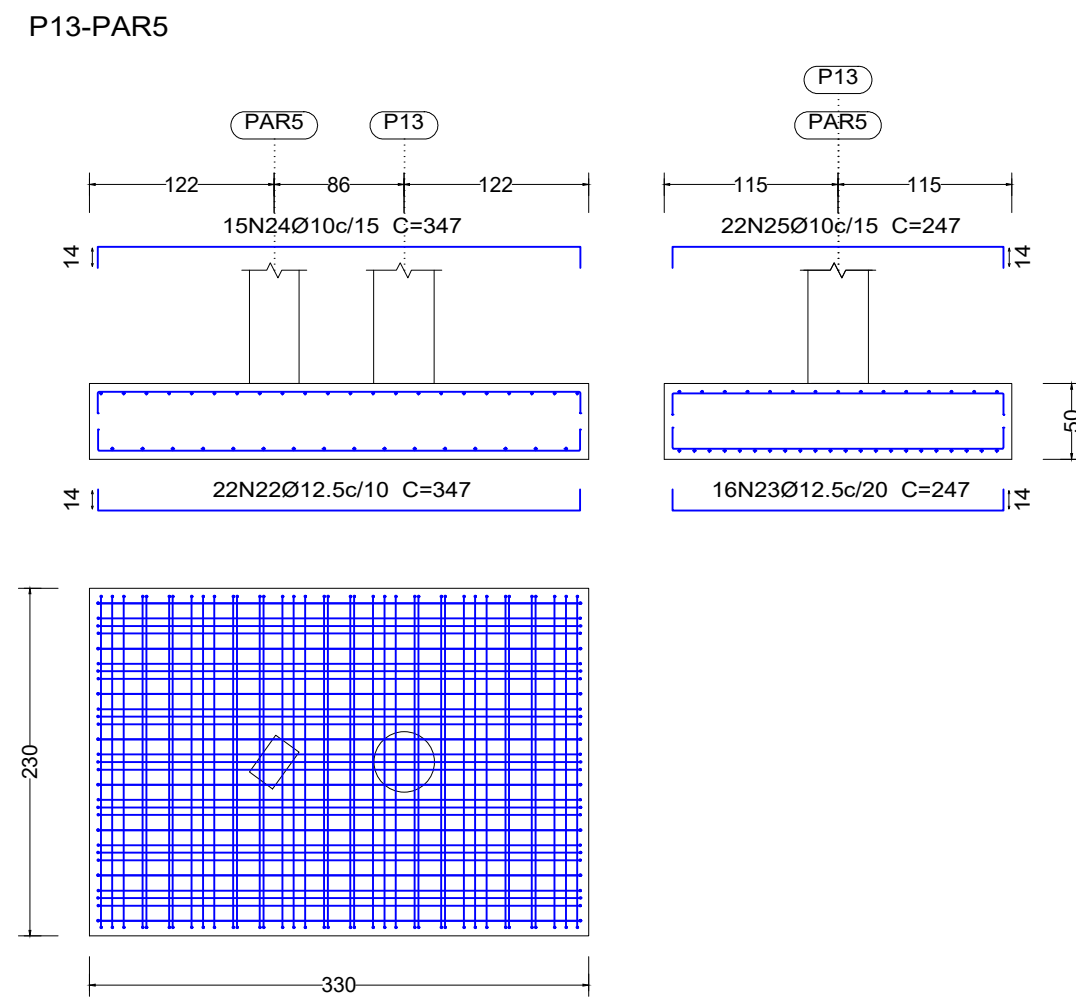 P13-PAR5
P13
PAR5 P13 PAR5
122 86 122 115 115
15N24Ø10c/15 C=347 22N25Ø10c/15 C=247
14 14
50
22N22Ø12.5c/10 C=347 16N23Ø12.5c/20 C=247
14 14
230
330